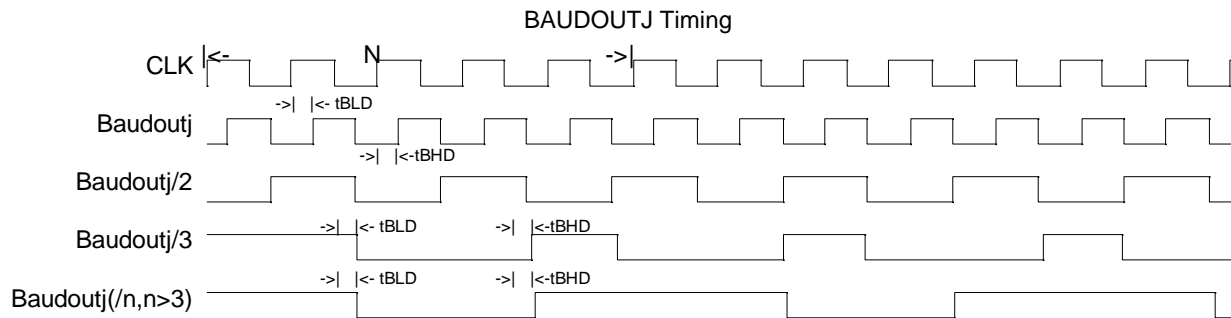 BAUDOUTJ Timing
|<- N ->|
CLK
->| |<- tBLD
Baudoutj
->| |<-tBHD
Baudoutj/2
->| |<- tBLD ->| |<-tBHD
Baudoutj/3
->| |<- tBLD ->| |<-tBHD
Baudoutj(/n,n>3)